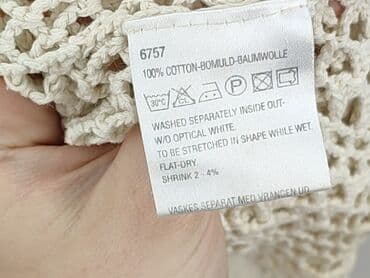 6757
100% COTTON-BOMULD-BAUMWOLLE
30°C CL P
WASHED SEPARATELY INSIDE OUT-
W/O OPTICAL WHITE.
TO BE STRETCHED IN SHAPE WHILE WET.
FLAT-DRY.
SHRINK 2 - 4%
VASKES SEPARAT MED VRANGEN UD